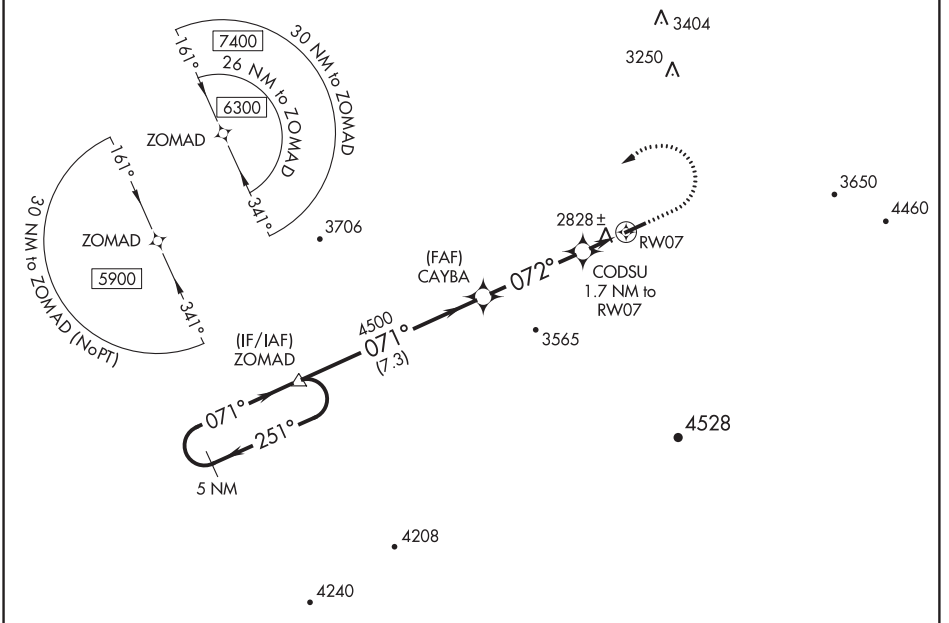 3404
3250
30 NM to ZOMAD
7400
161°
26 NM to ZOMAD
6300
ZOMAD
341°
161°
30 NM to ZOMAD (NoPT)
ZOMAD
5900
341°
3706
3650
4460
2828 ±
RW07
(FAF)
CAYBA
072°
CODSU
1.7 NM to
RW07
4500
071°
(7.3)
3565
(IF/IAF)
ZOMAD
071°
251°
5 NM
4528
4208
4240